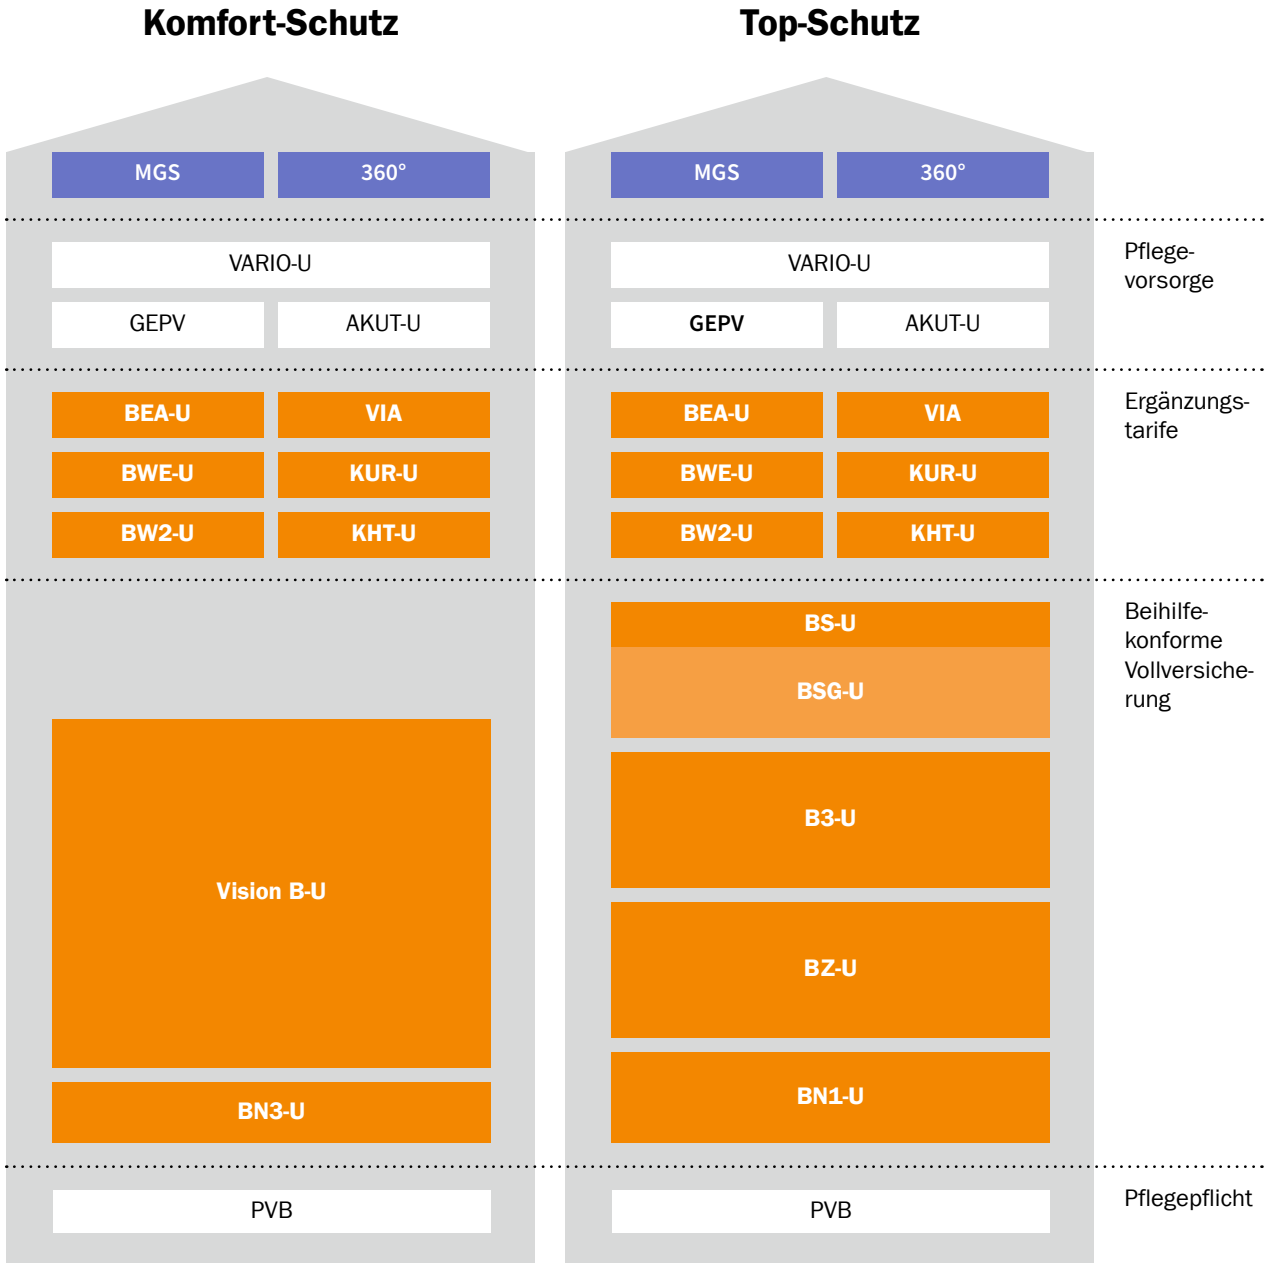 Komfort-Schutz
Top-Schutz
MGS
360°
MGS
360°
VARIO-U
VARIO-U
Pflege-
vorsorge
GEPV
AKUT-U
GEPV
AKUT-U
BEA-U
VIA
BEA-U
VIA
Ergänzungs-
tarife
BWE-U
KUR-U
BWE-U
KUR-U
BW2-U
KHT-U
BW2-U
KHT-U
BS-U
Beihilfe-
konforme
Vollversiche-
rung
BSG-U
B3-U
Vision B-U
BZ-U
BN3-U
BN1-U
PVB
PVB
Pflegepflicht